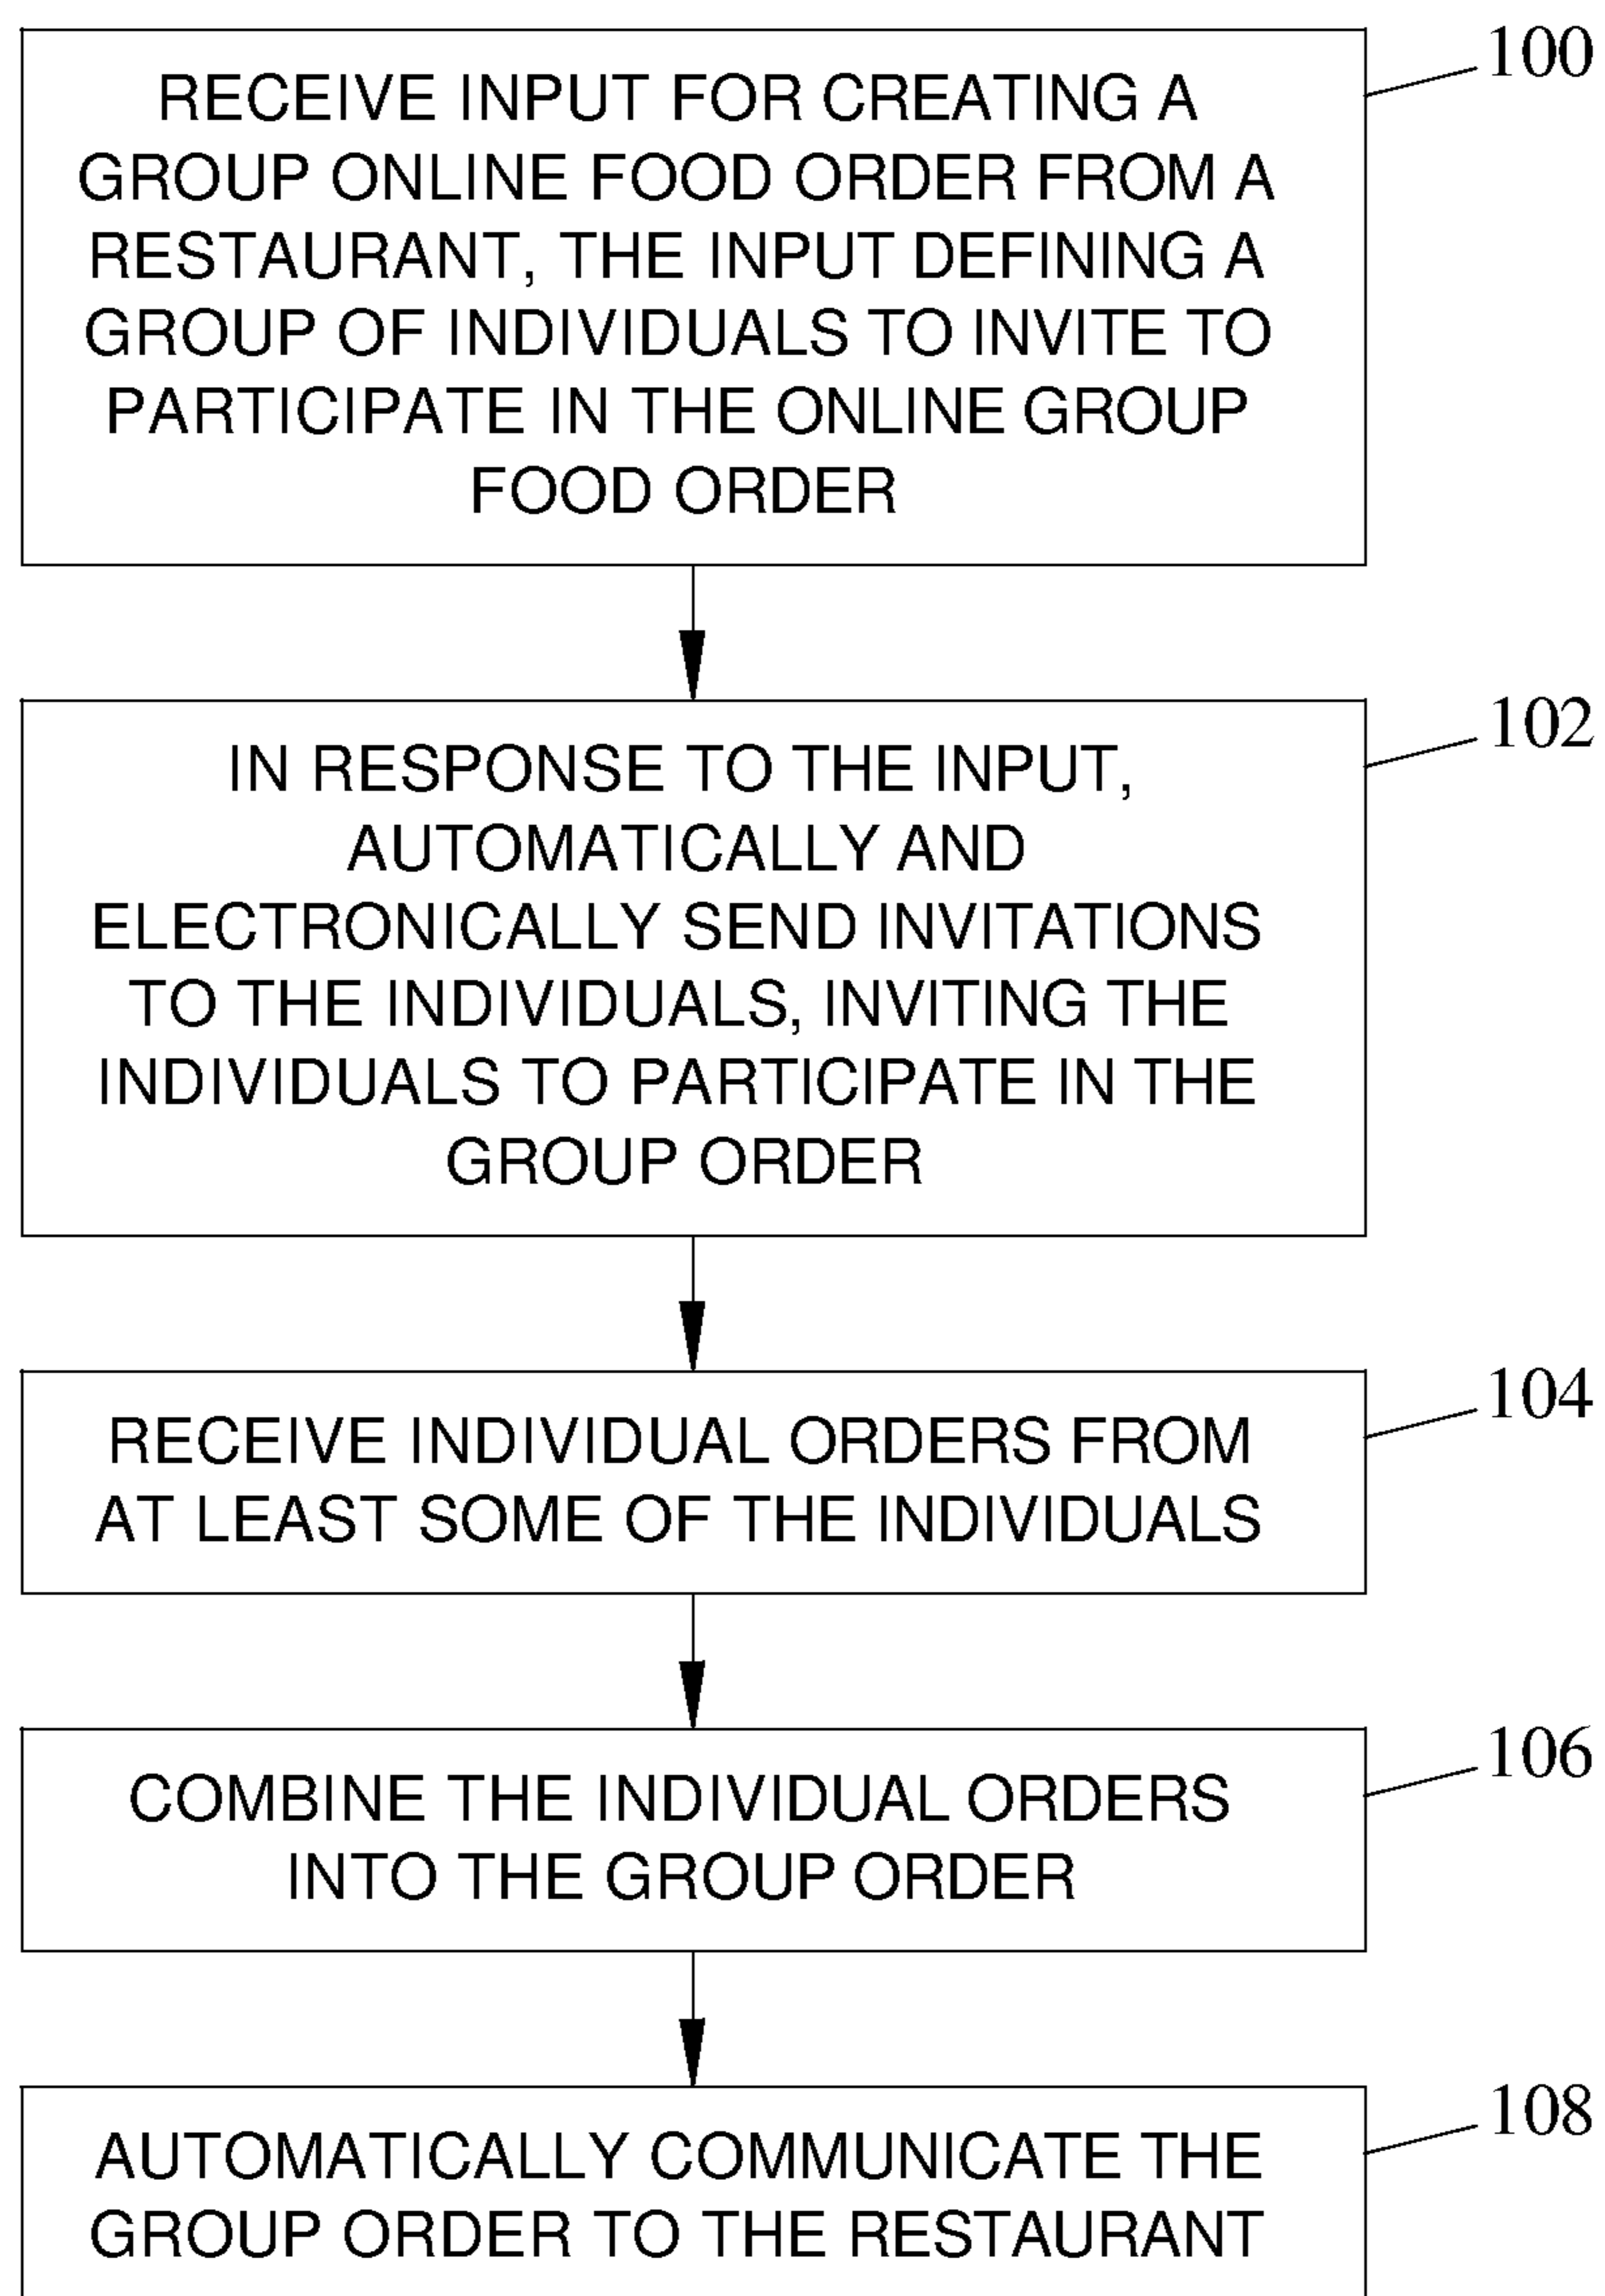 100
RECEIVE INPUT FOR CREATING A
GROUP ONLINE FOOD ORDER FROM A
RESTAURANT, THE INPUT DEFINING A
GROUP OF INDIVIDUALS TO INVITE TO
PARTICIPATE IN THE ONLINE GROUP
FOOD ORDER
102
IN RESPONSE TO THE INPUT,
AUTOMATICALLY AND
ELECTRONICALLY SEND INVITATIONS
TO THE INDIVIDUALS, INVITING THE
INDIVIDUALS TO PARTICIPATE IN THE
GROUP ORDER
104
RECEIVE INDIVIDUAL ORDERS FROM
AT LEAST SOME OF THE INDIVIDUALS
106
COMBINE THE INDIVIDUAL ORDERS
INTO THE GROUP ORDER
108
AUTOMATICALLY COMMUNICATE THE
GROUP ORDER TO THE RESTAURANT